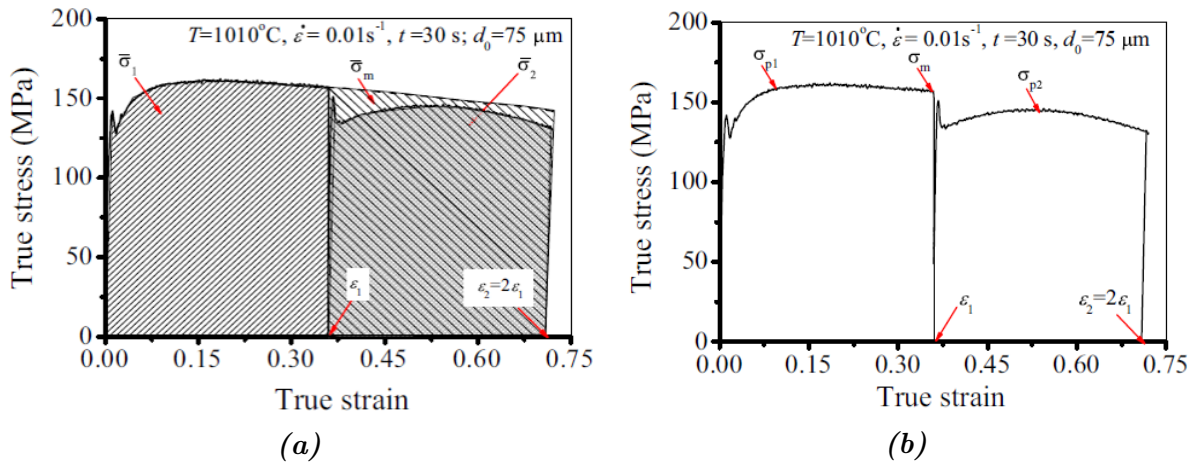 T=1010°C, ε̇= 0.01s⁻¹, t=30 s; d₀=75 μm
σ̄₁
σ̄ₘ
σ̄₂
ε₁
ε₂=2ε₁
200
150
100
50
0
True stress (MPa)
0.00 0.15 0.30 0.45 0.60 0.75
True strain
(a)
T=1010°C, ε̇= 0.01s⁻¹, t=30 s, d₀=75 μm
σp1
σm
σp2
ε₁
ε₂=2ε₁
200
150
100
50
0
True stress (MPa)
0.00 0.15 0.30 0.45 0.60 0.75
True strain
(b)